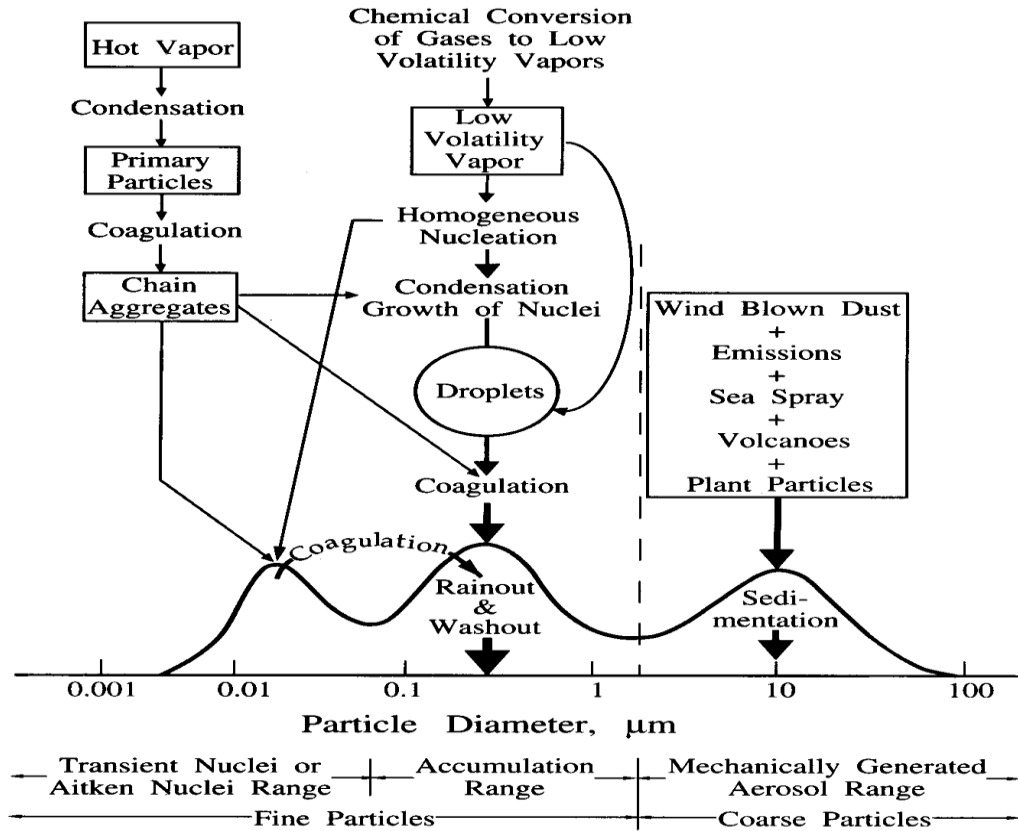 Hot Vapor
Condensation
Primary
Particles
Coagulation
Chain
Aggregates
Chemical Conversion
of Gases to Low
Volatility Vapors
Low
Volatility
Vapor
Homogeneous
Nucleation
Condensation
Growth of Nuclei
Droplets
Coagulation
Coagulation
Rainout
&
Washout
Wind Blown Dust
+
Emissions
+
Sea Spray
+
Volcanoes
+
Plant Particles
Sedi-
mentation
0.001 0.01 0.1 1 10 100
Particle Diameter, μm
Transient Nuclei or
Aitken Nuclei Range
Accumulation
Range
Mechanically Generated
Aerosol Range
Fine Particles
Coarse Particles